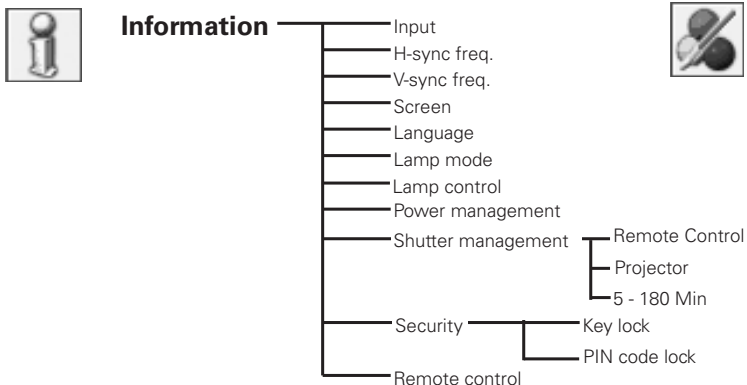 Information
Input
H-sync freq.
V-sync freq.
Screen
Language
Lamp mode
Lamp control
Power management
Shutter management
Remote Control
Projector
5 - 180 Min
Security
Key lock
PIN code lock
Remote control